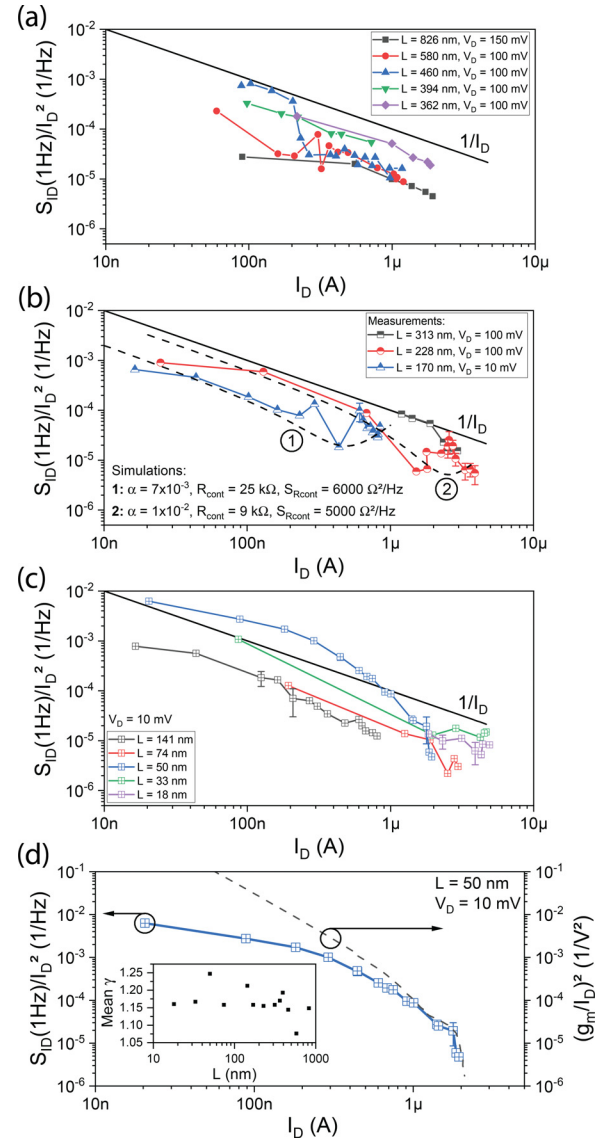 (a)
S_ID(1Hz)/I_D² (1/Hz)
10⁻²
10⁻³
10⁻⁴
10⁻⁵
10⁻⁶
L = 826 nm, V_D = 150 mV
L = 580 nm, V_D = 100 mV
L = 460 nm, V_D = 100 mV
L = 394 nm, V_D = 100 mV
L = 362 nm, V_D = 100 mV
1/I_D
10n 100n 1µ 10µ
I_D (A)
(b)
S_ID(1Hz)/I_D² (1/Hz)
10⁻²
10⁻³
10⁻⁴
10⁻⁵
10⁻⁶
Measurements:
L = 313 nm, V_D = 100 mV
L = 228 nm, V_D = 100 mV
L = 170 nm, V_D = 10 mV
1/I_D
1
2
Simulations:
1: α = 7x10⁻³, R_cont = 25 kΩ, S_Rcont = 6000 Ω²/Hz
2: α = 1x10⁻², R_cont = 9 kΩ, S_Rcont = 5000 Ω²/Hz
10n 100n 1µ 10µ
I_D (A)
(c)
S_ID(1Hz)/I_D² (1/Hz)
10⁻²
10⁻³
10⁻⁴
10⁻⁵
10⁻⁶
1/I_D
V_D = 10 mV
L = 141 nm
L = 74 nm
L = 50 nm
L = 33 nm
L = 18 nm
10n 100n 1µ 10µ
I_D (A)
(d)
S_ID(1Hz)/I_D² (1/Hz)
10⁻¹
10⁻²
10⁻³
10⁻⁴
10⁻⁵
10⁻⁶
L = 50 nm
V_D = 10 mV
Mean γ
1.25
1.20
1.15
1.10
1.05
10 100 1000
L (nm)
10⁻¹
10⁻²
10⁻³
10⁻⁴
10⁻⁵
10⁻⁶
(g_m/I_D)² (1/V²)
10n 100n 1µ
I_D (A)